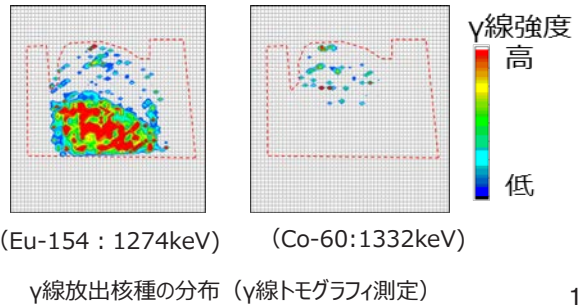 γ線強度
高
低
(Eu-154：1274keV)
(Co-60:1332keV)
γ線放出核種の分布（γ線トモグラフィ測定）
1